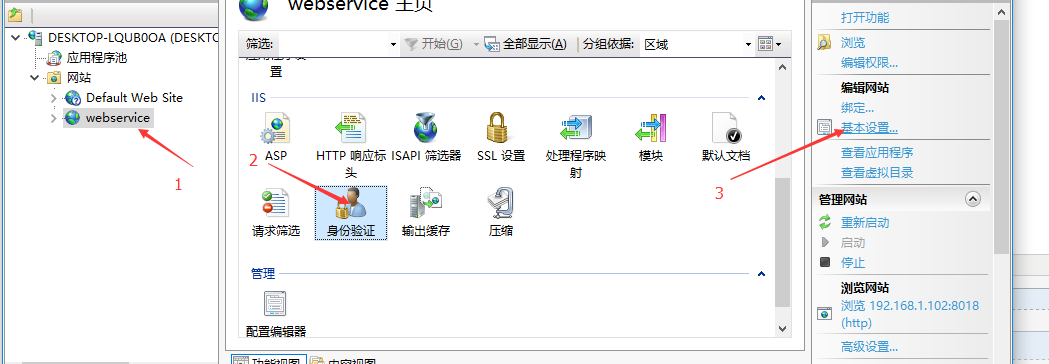 DESKTOP-LQUB0OA (DESKTO
应用程序池
网站
Default Web Site
webservice
1
webservice 主页
筛选:
开始(G)
全部显示(A)
分组依据:
区域
置
IIS
ASP
HTTP 响应标
头
ISAPI 筛选器
SSL 设置
处理程序映
射
模块
默认文档
2
请求筛选
身份验证
输出缓存
压缩
管理
配置编辑器
功能视图
内容视图
打开功能
浏览
编辑权限...
编辑网站
绑定...
基本设置...
3
查看应用程序
查看虚拟目录
管理网站
重新启动
启动
停止
浏览网站
浏览 192.168.1.102:8018
(http)
高级设置...